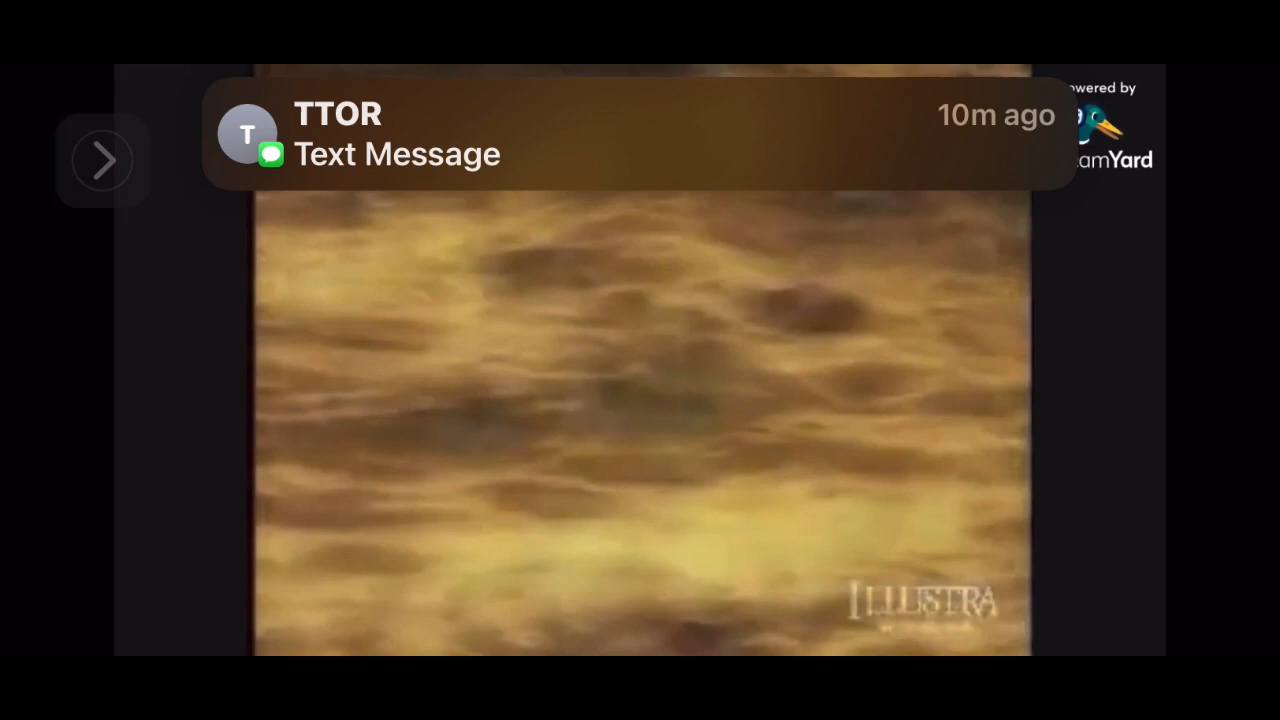 TTOR
10m ago
T
Text Message
owered by
amYard
ILLUSTRA